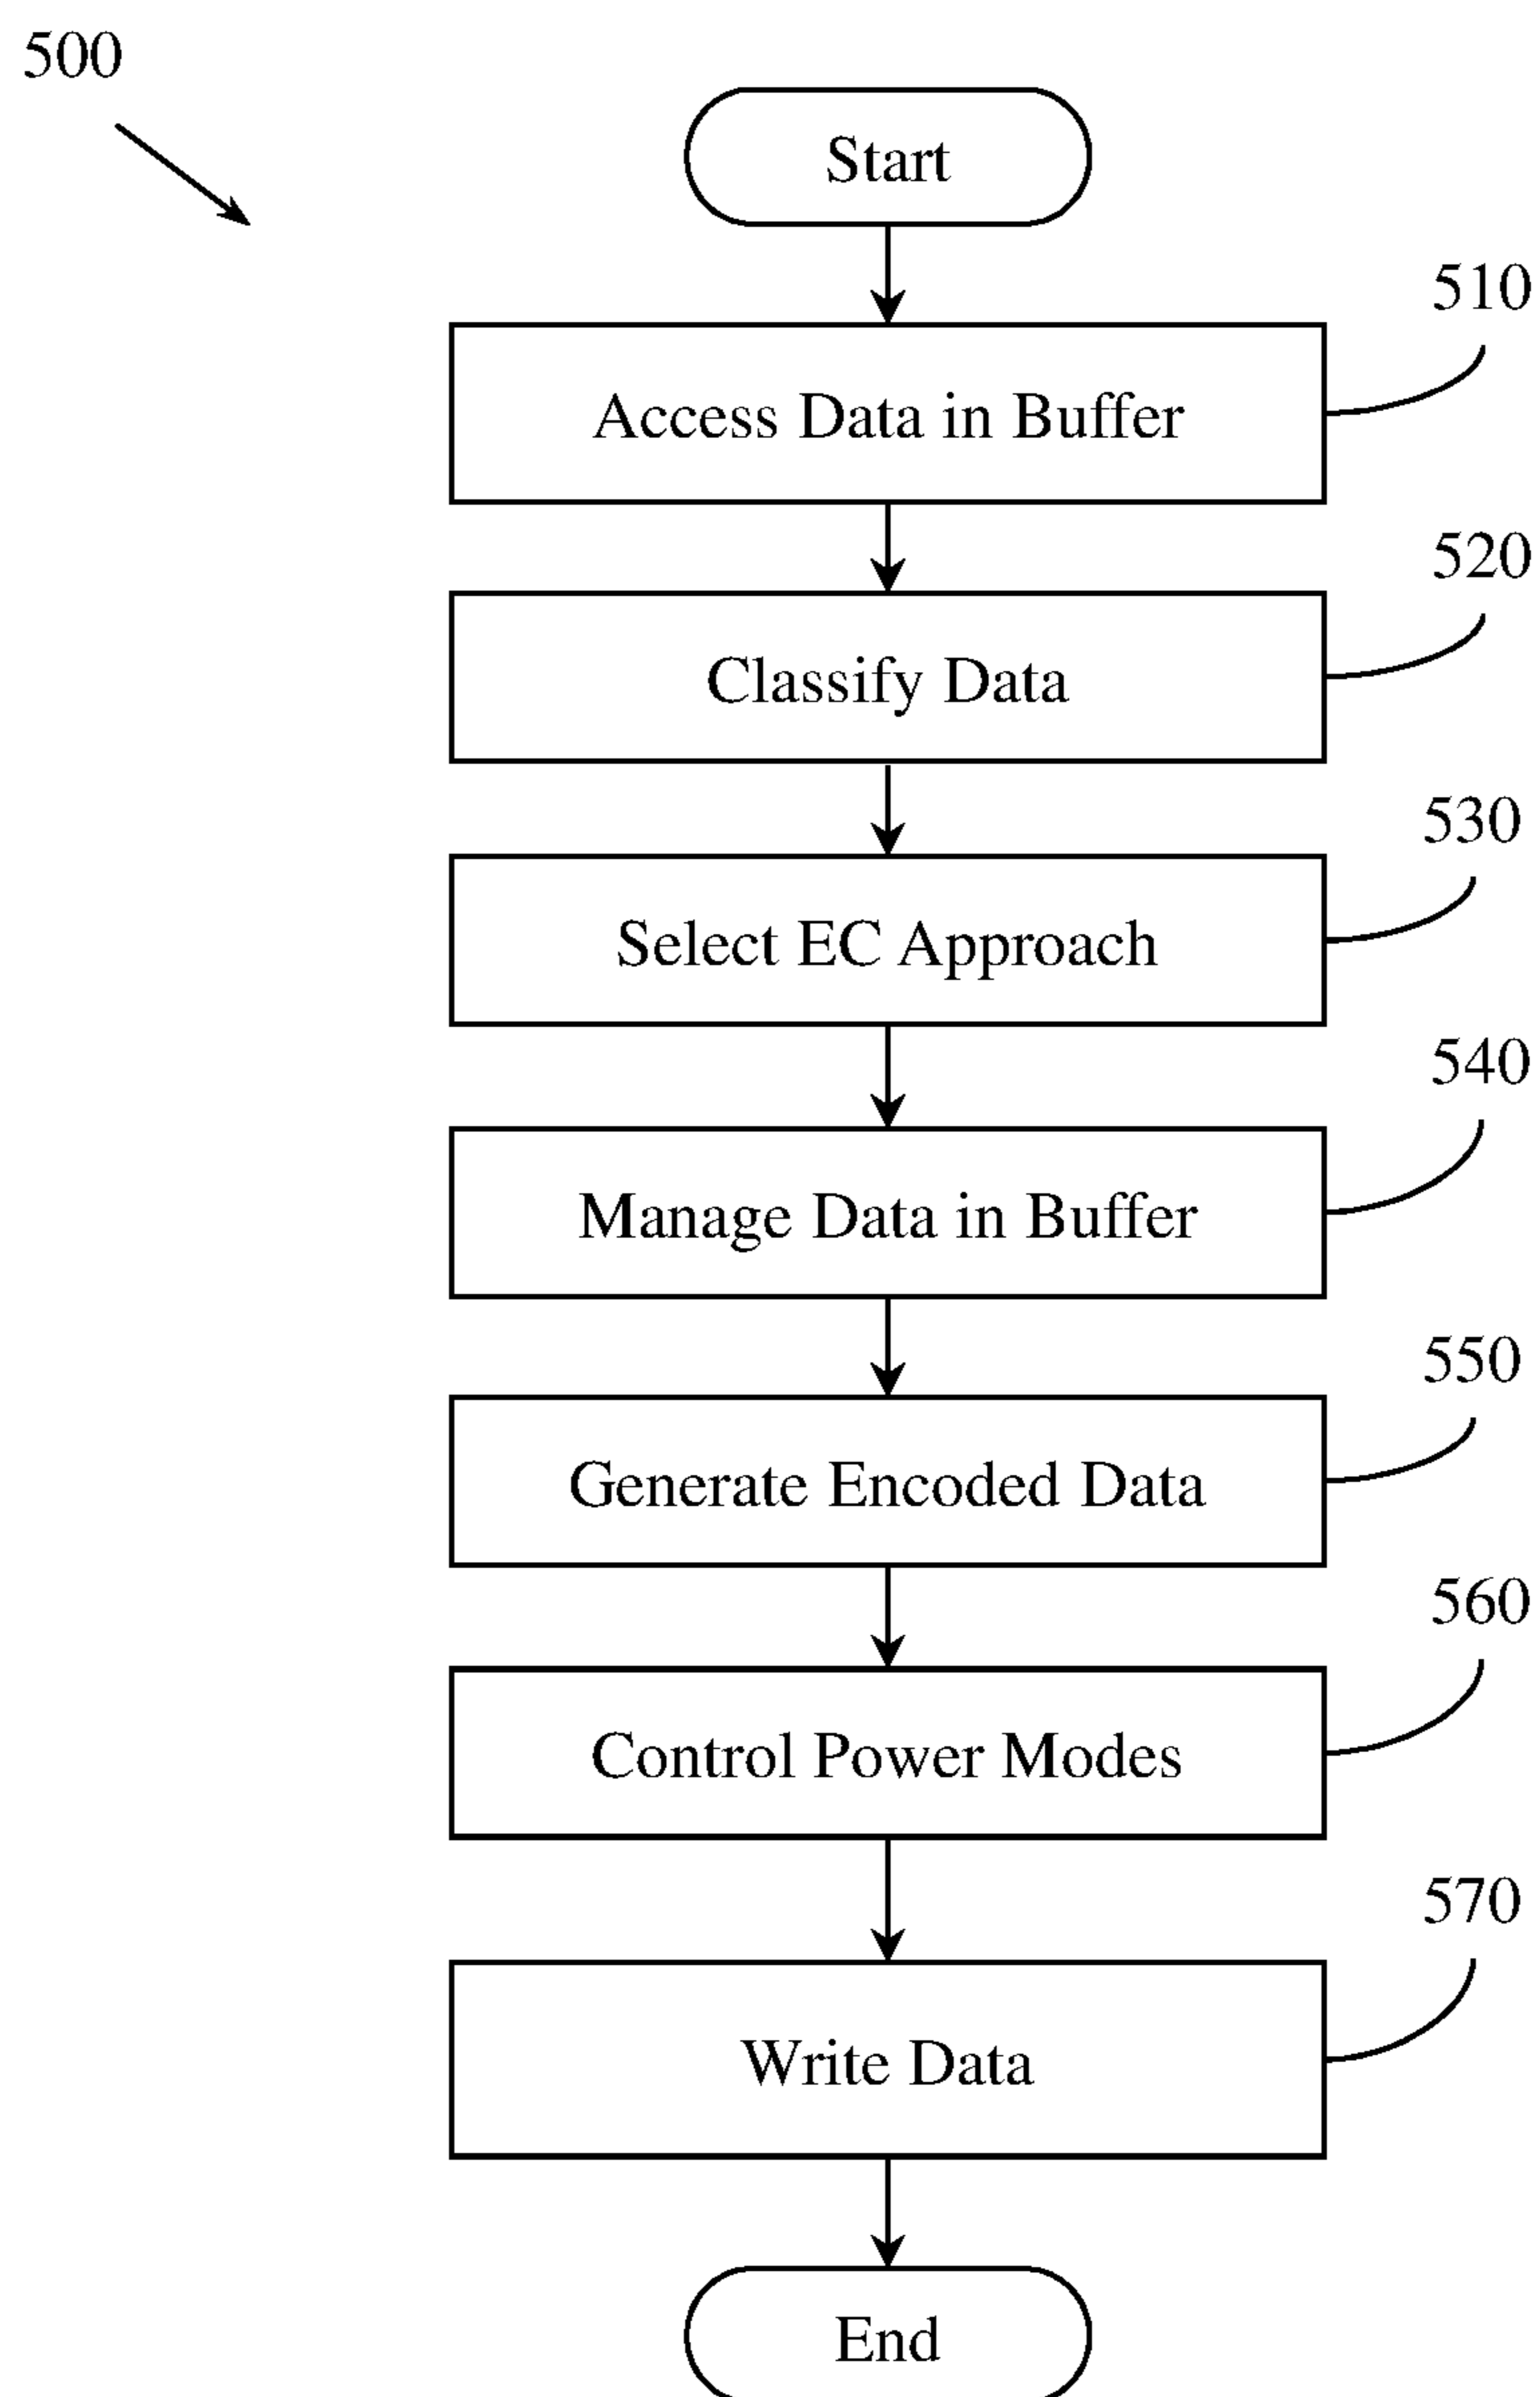 500
Start
510
Access Data in Buffer
520
Classify Data
530
Select EC Approach
540
Manage Data in Buffer
550
Generate Encoded Data
560
Control Power Modes
570
Write Data
End